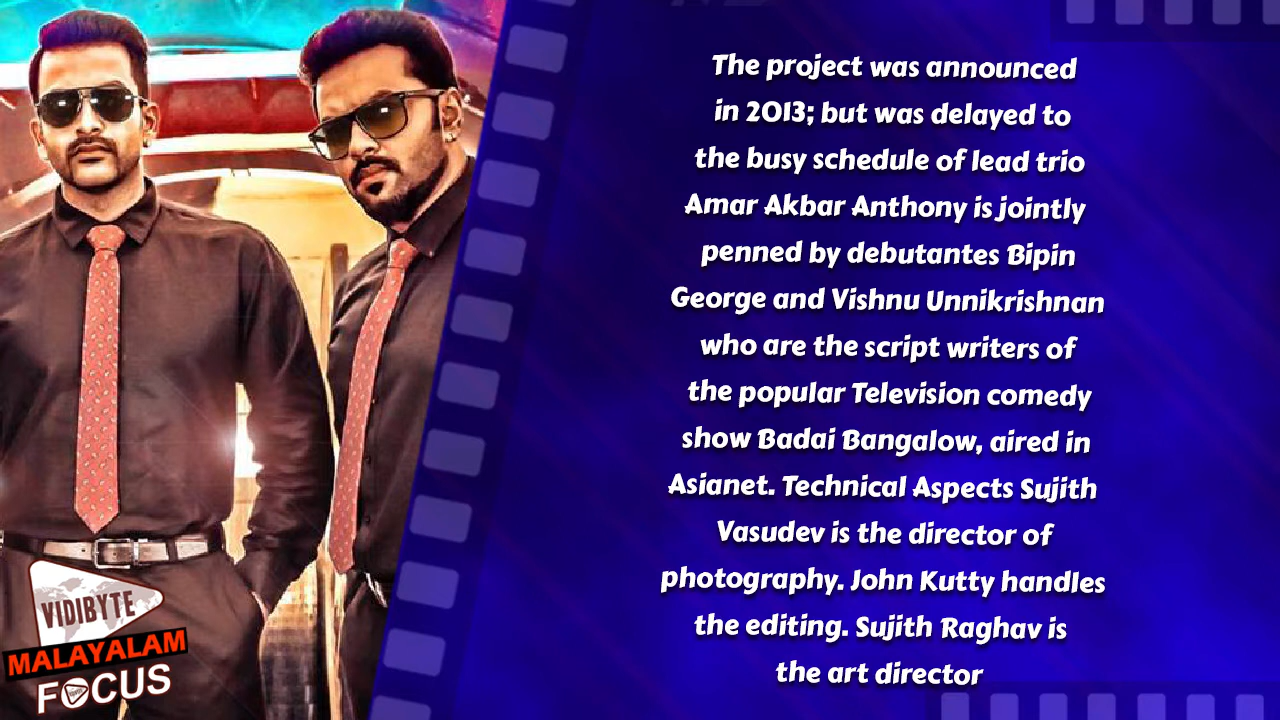 The project was announced
in 2013; but was delayed to
the busy schedule of lead trio
Amar Akbar Anthony is jointly
penned by debutantes Bipin
George and Vishnu Unnikrishnan
who are the script writers of
the popular Television comedy
show Badai Bangalow, aired in
Asianet. Technical Aspects Sujith
Vasudev is the director of
photography. John Kutty handles
the editing. Sujith Raghav is
the art director
VIDIBYTE
MALAYALAM
FOCUS